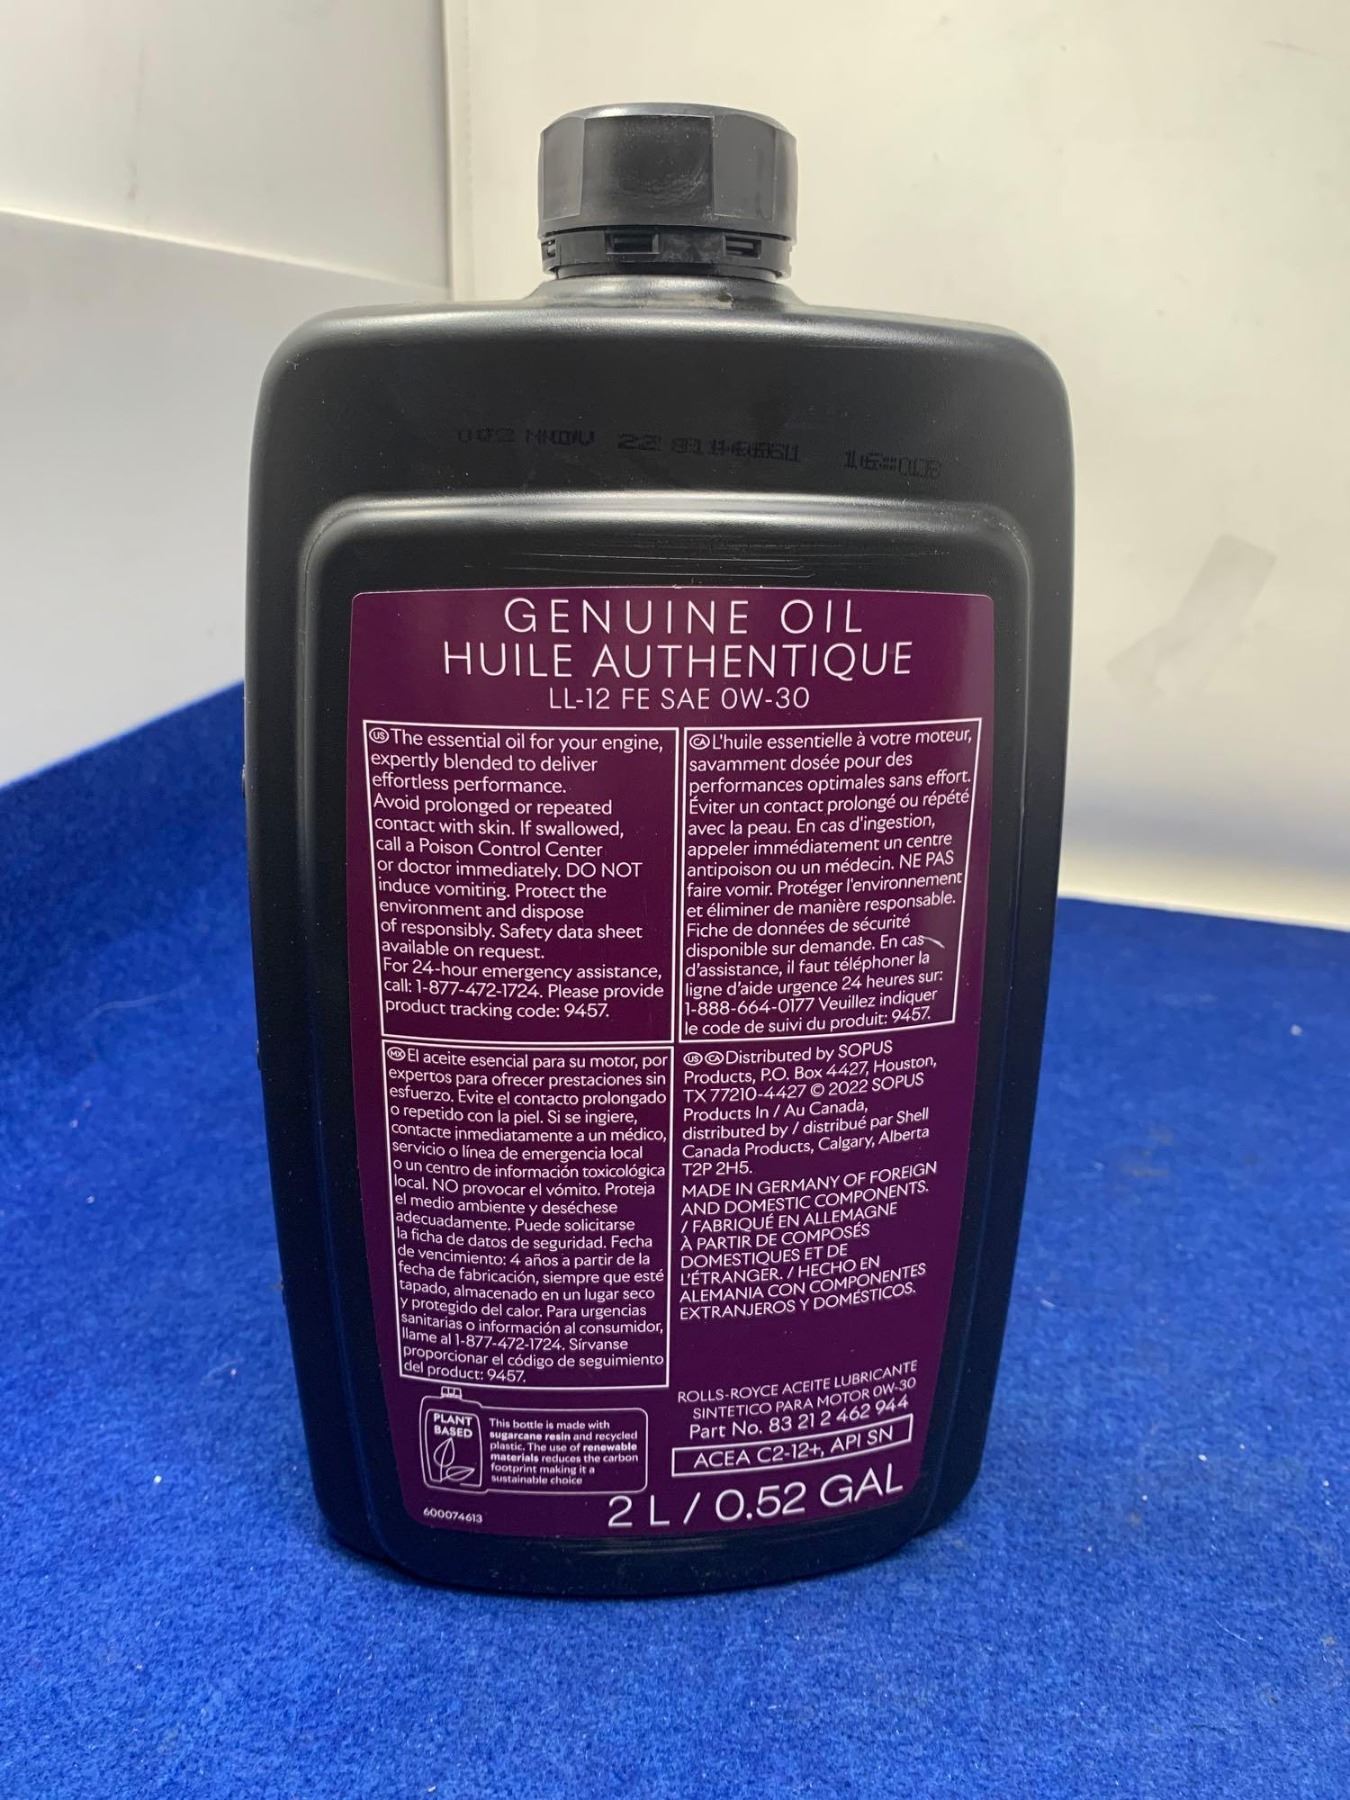 GENUINE OIL
HUILE AUTHENTIQUE
LL-12 FE SAE 0W-30
US The essential oil for your engine,
expertly blended to deliver
effortless performance.
Avoid prolonged or repeated
contact with skin. If swallowed,
call a Poison Control Center
or doctor immediately. DO NOT
induce vomiting. Protect the
environment and dispose
of responsibly. Safety data sheet
available on request.
For 24-hour emergency assistance,
call: 1-877-472-1724. Please provide
product tracking code: 9457.
CA L'huile essentielle à votre moteur,
savamment dosée pour des
performances optimales sans effort.
Éviter un contact prolongé ou répété
avec la peau. En cas d'ingestion,
appeler immédiatement un centre
antipoison ou un médecin. NE PAS
faire vomir. Protéger l'environnement
et éliminer de manière responsable.
Fiche de données de sécurité
disponible sur demande. En cas
d'assistance, il faut téléphoner la
ligne d'aide urgence 24 heures sur:
1-888-664-0177 Veuillez indiquer
le code de suivi du produit: 9457.
MX El aceite esencial para su motor, por
expertos para ofrecer prestaciones sin
esfuerzo. Evite el contacto prolongado
o repetido con la piel. Si se ingiere,
contacte inmediatamente a un médico,
servicio o línea de emergencia local
o un centro de información toxicológica
local. NO provocar el vómito. Proteja
el medio ambiente y deséchese
adecuadamente. Puede solicitarse
la ficha de datos de seguridad. Fecha
de vencimiento: 4 años a partir de la
fecha de fabricación, siempre que esté
tapado, almacenado en un lugar seco
y protegido del calor. Para urgencias
sanitarias o información al consumidor,
llame al 1-877-472-1724. Sírvanse
proporcionar el código de seguimiento
del product: 9457.
US CA Distributed by SOPUS
Products, P.O. Box 4427, Houston,
TX 77210-4427 © 2022 SOPUS
Products In / Au Canada,
distributed by / distribué par Shell
Canada Products, Calgary, Alberta
T2P 2H5.
MADE IN GERMANY OF FOREIGN
AND DOMESTIC COMPONENTS.
/ FABRIQUÉ EN ALLEMAGNE
À PARTIR DE COMPOSÉS
DOMESTIQUES ET DE
L'ÉTRANGER. / HECHO EN
ALEMANIA CON COMPONENTES
EXTRANJEROS Y DOMÉSTICOS.
PLANT
BASED
This bottle is made with
sugarcane resin and recycled
plastic. The use of renewable
materials reduces the carbon
footprint making it a
sustainable choice
600074613
ROLLS-ROYCE ACEITE LUBRICANTE
SINTETICO PARA MOTOR 0W-30
Part No. 83 21 2 462 944
ACEA C2-12+, API SN
2 L / 0.52 GAL